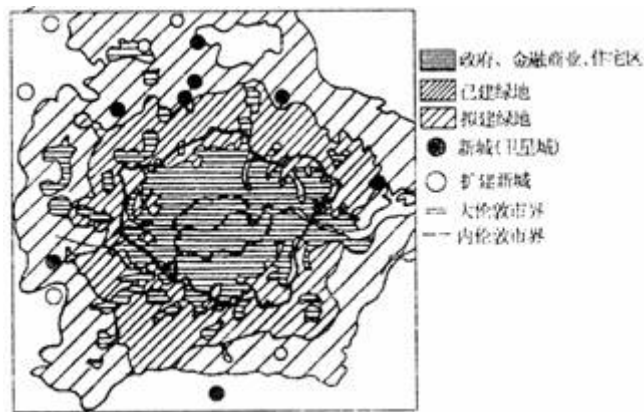 政府、金融商业、住宅区
已建绿地
拟建绿地
新城(卫星城)
扩建新城
大伦敦市界
内伦敦市界